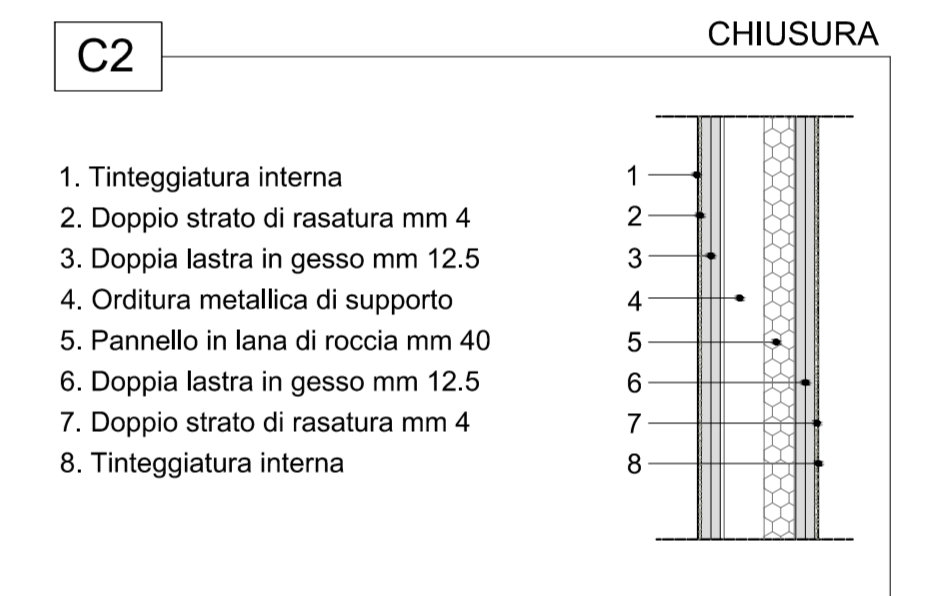 C2
CHIUSURA
1. Tinteggiatura interna
2. Doppio strato di rasatura mm 4
3. Doppia lastra in gesso mm 12.5
4. Orditura metallica di supporto
5. Pannello in lana di roccia mm 40
6. Doppia lastra in gesso mm 12.5
7. Doppio strato di rasatura mm 4
8. Tinteggiatura interna
1
2
3
4
5
6
7
8